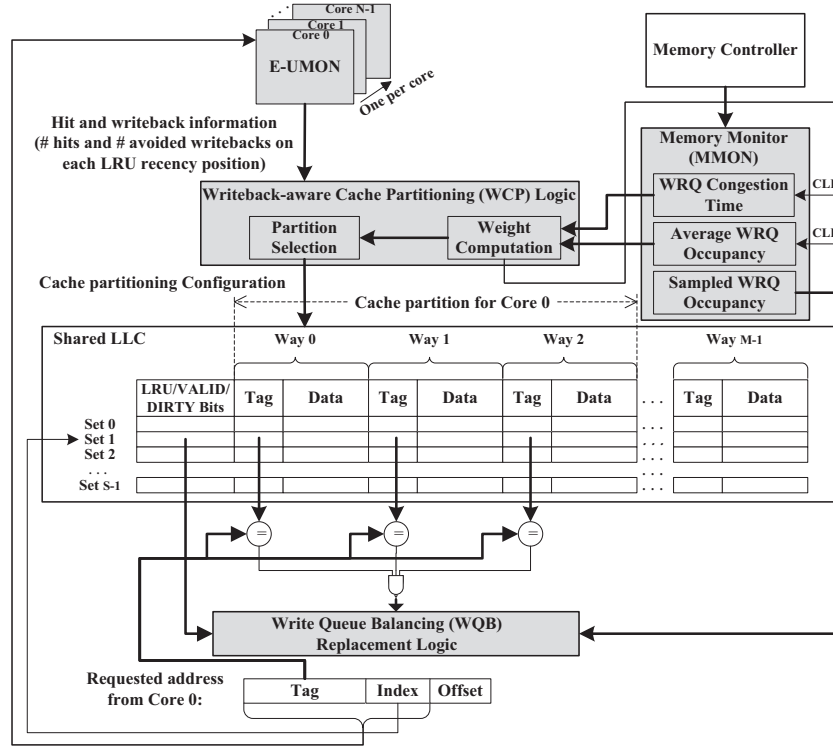 Core N-1
Core 1
Core 0
E-UMON
One per core
Memory Controller
Hit and writeback information
(# hits and # avoided writebacks on
each LRU recency position)
Memory Monitor
(MMON)
WRQ Congestion
Time
Average WRQ
Occupancy
Sampled WRQ
Occupancy
Writeback-aware Cache Partitioning (WCP) Logic
Partition
Selection
Weight
Computation
Cache partitioning Configuration
Cache partition for Core 0
Shared LLC
Way 0
Way 1
Way 2
Way M-1
LRU/VALID/
DIRTY Bits
Tag
Data
Tag
Data
Tag
Data
. . .
Tag
Data
Set 0
Set 1
Set 2
. . .
Set S-1
. . .
. . .
. . .
. . .
=
=
=
Write Queue Balancing (WQB)
Replacement Logic
Requested address
from Core 0:
Tag
Index
Offset